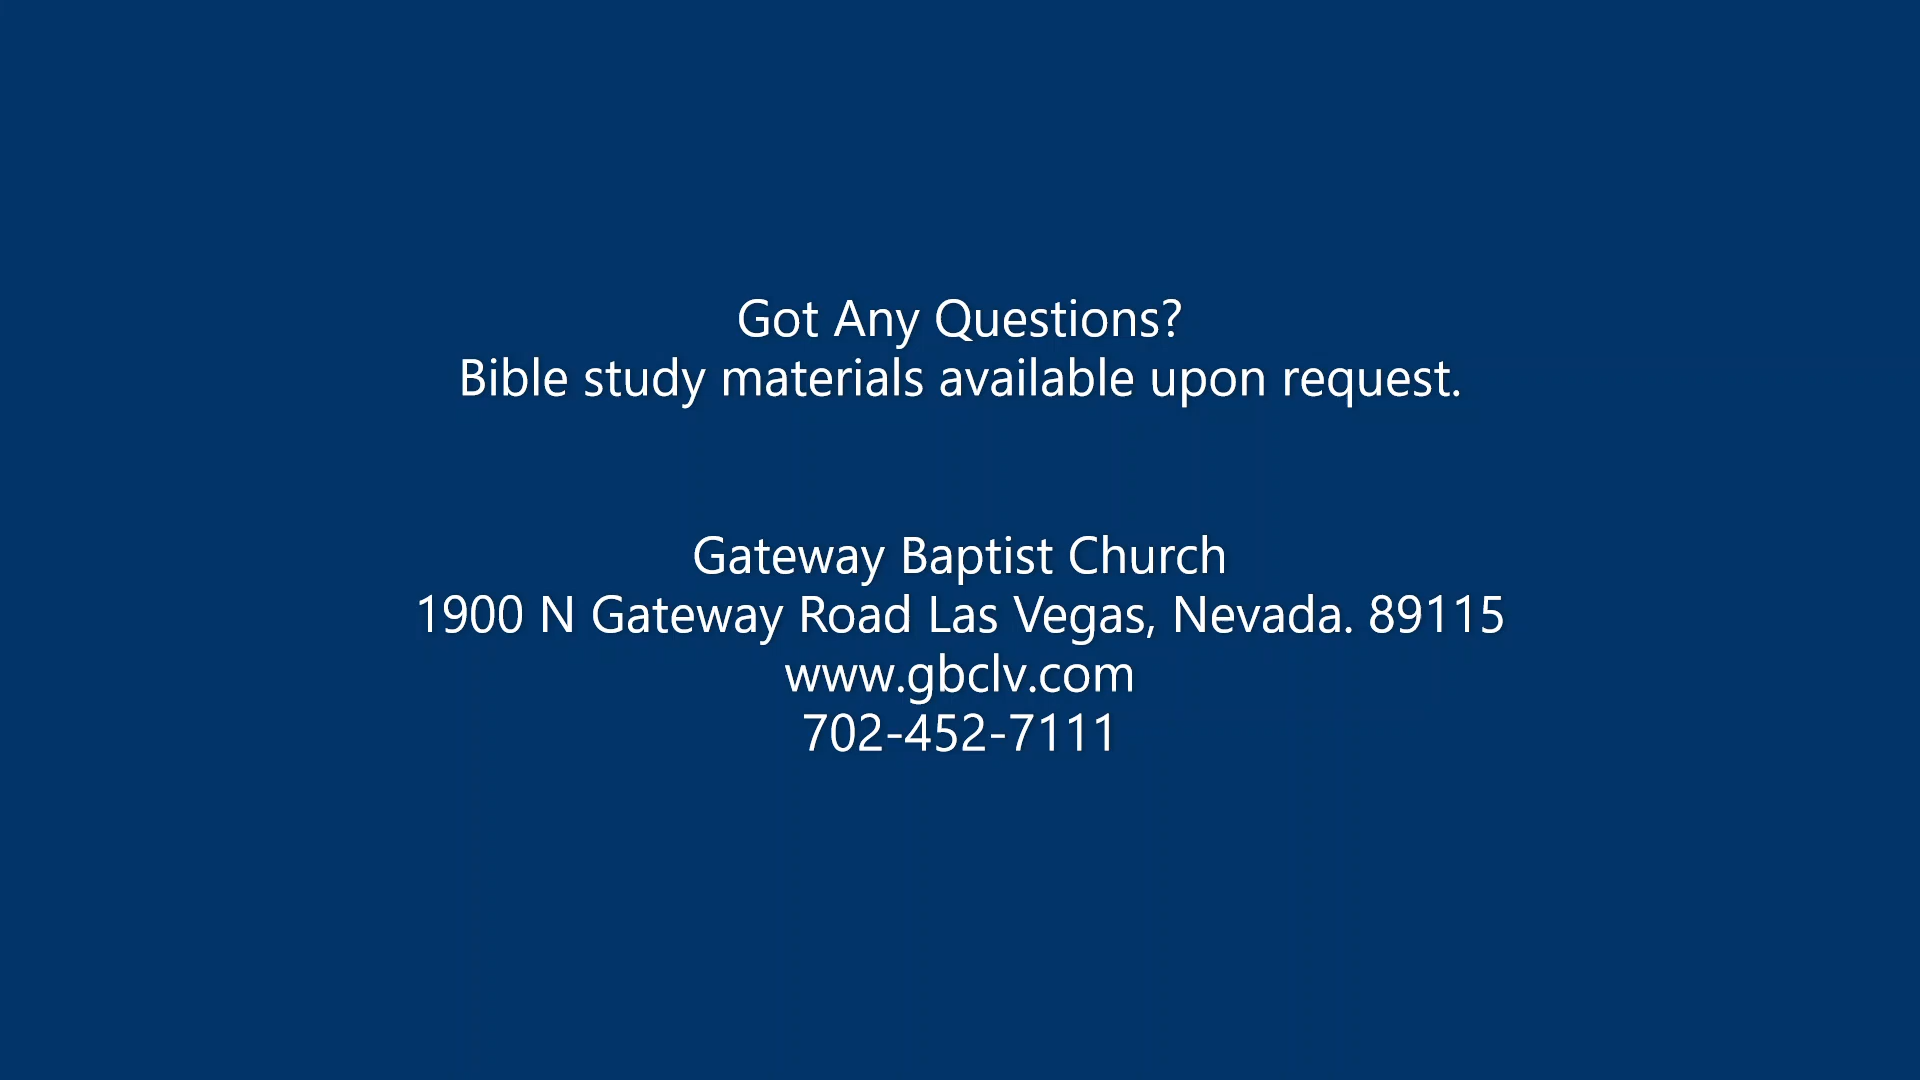 Got Any Questions?
Bible study materials available upon request.
Gateway Baptist Church
1900 N Gateway Road Las Vegas, Nevada. 89115
www.gbclv.com
702-452-7111